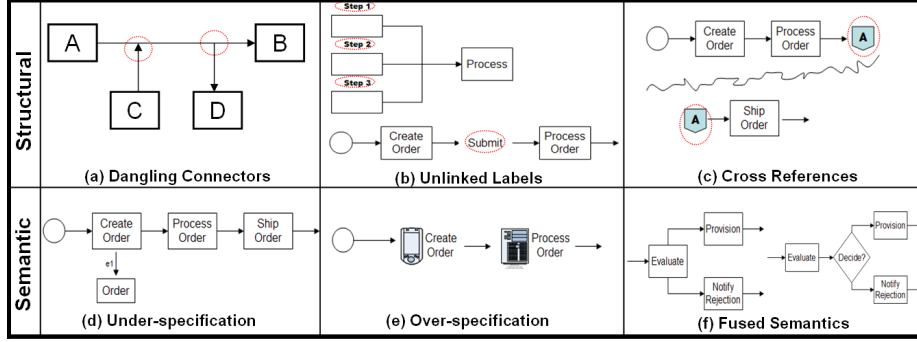 Structural
A
B
C
D
(a) Dangling Connectors
Step 1
Step 2
Step 3
Process
Create
Order
Submit
Process
Order
(b) Unlinked Labels
Create
Order
Process
Order
A
A
Ship
Order
(c) Cross References
Semantic
Create
Order
Process
Order
Ship
Order
e1
Order
(d) Under-specification
Create
Order
Process
Order
(e) Over-specification
Evaluate
Provision
Notify
Rejection
Evaluate
Decide?
Provision
Notify
Rejection
(f) Fused Semantics